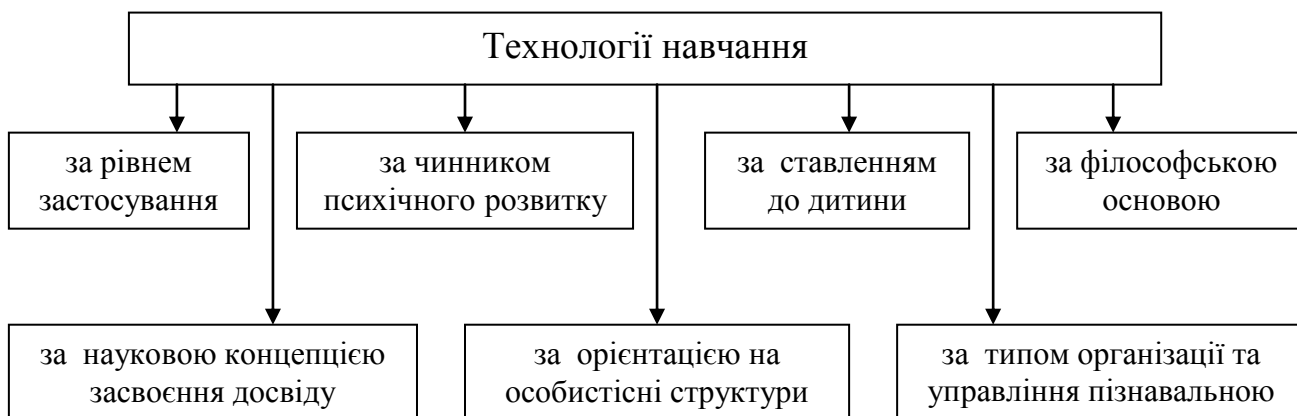 Технології навчання
за рівнем
застосування
за чинником
психічного розвитку
за ставленням
до дитини
за філософською
основою
за науковою концепцією
засвоєння досвіду
за орієнтацією на
особистісні структури
за типом організації та
управління пізнавальною